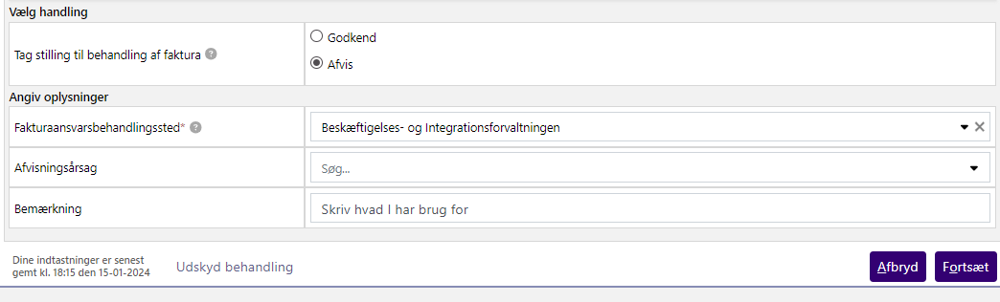 Vælg handling
Tag stilling til behandling af faktura ?
Godkend
Afvis
Angiv oplysninger
Fakturaansvarsbehandlingssted* ?
Beskæftigelses- og Integrationsforvaltningen
Afvisningsårsag
Søg...
Bemærkning
Skriv hvad I har brug for
Dine indtastninger er senest
gemt kl. 18:15 den 15-01-2024
Udskyd behandling
Afbryd
Fortsæt